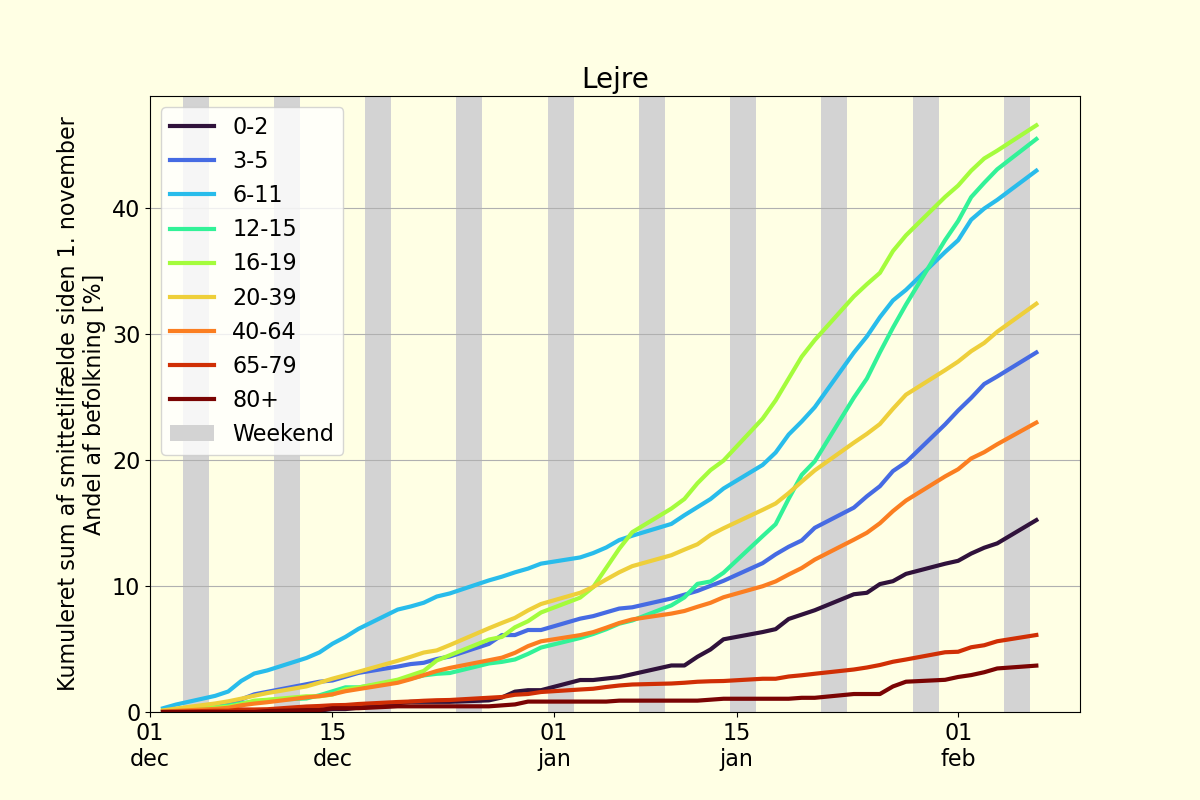 Lejre
Kumuleret sum af smittetilfælde siden 1. november
Andel af befolkning [%]
0-2
3-5
6-11
12-15
16-19
20-39
40-64
65-79
80+
Weekend
40
30
20
10
0
01 15 01 15 01
dec dec jan jan feb